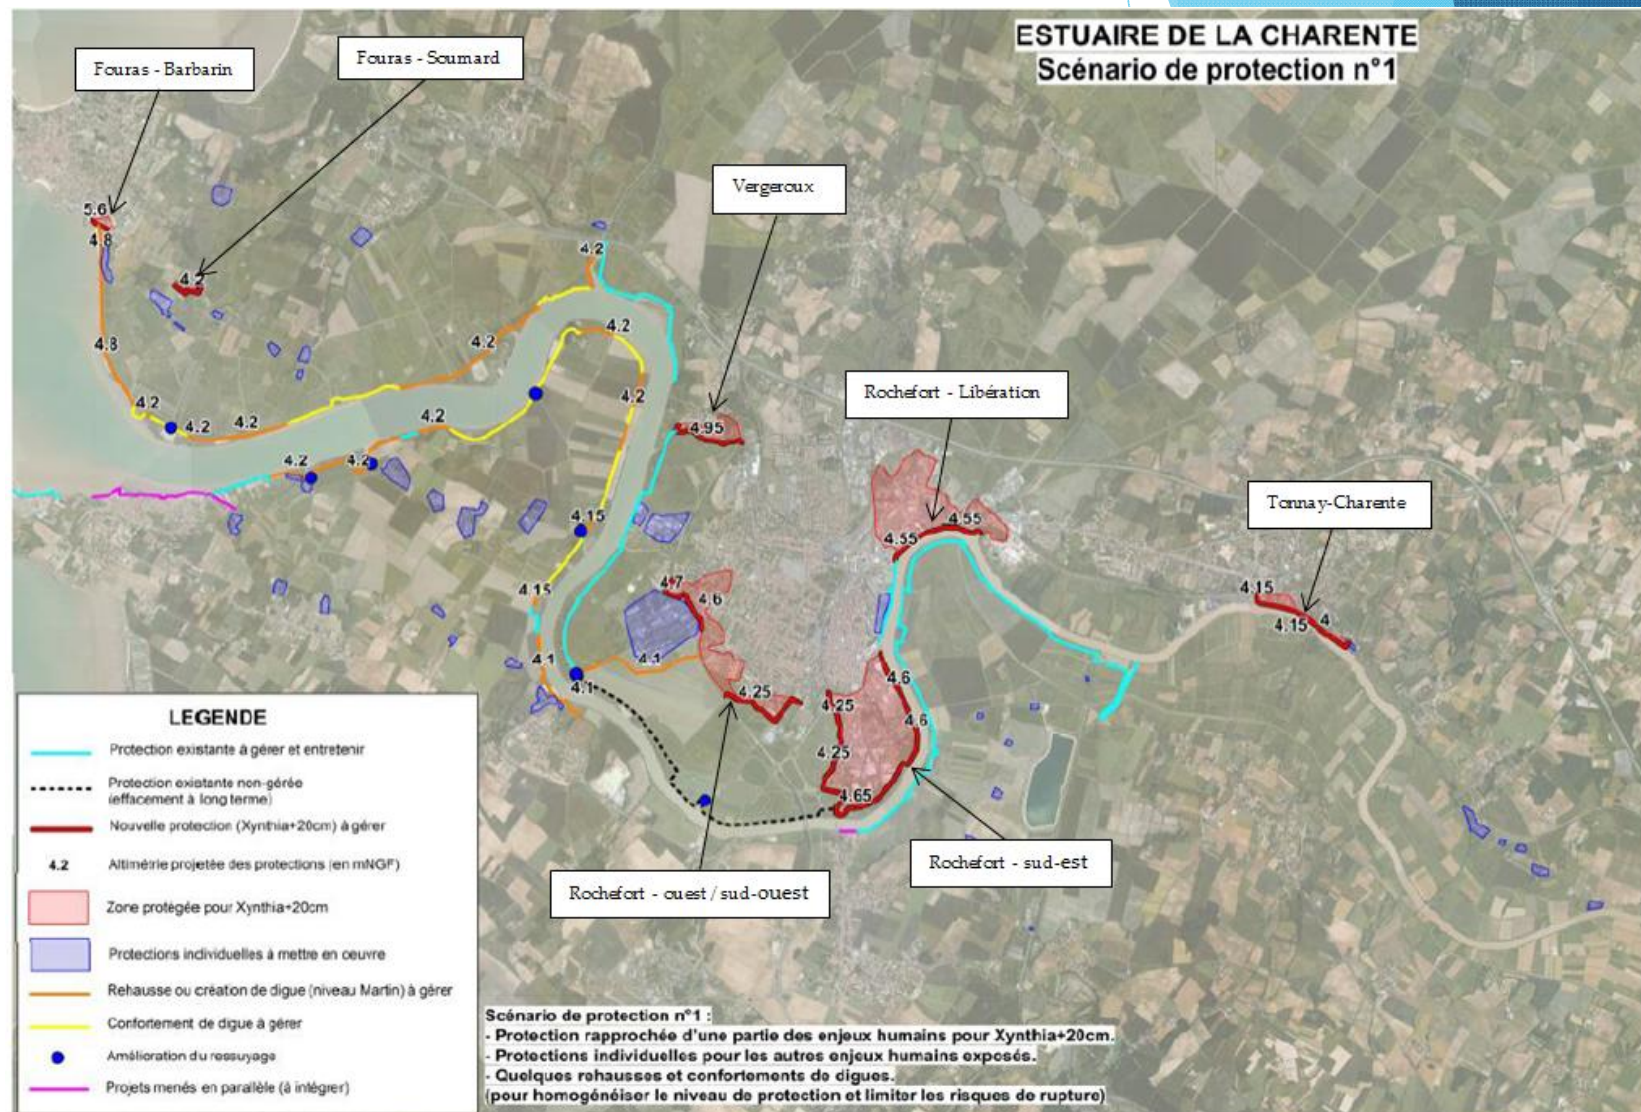 ESTUAIRE DE LA CHARENTE
Scénario de protection n°1
Fouras - Barbarin
Fouras - Soumard
Vergeroux
Rochefort - Libération
Tonnay-Charente
Rochefort - sud-est
Rochefort - ouest / sud-ouest
5.6
4.8
4.2
4.8
4.2
4.2
4.2
4.2
4.2
4.2
4.2
4.2
4.2
4.2
4.95
4.15
4.15
4.1
4.1
4.1
4.7
4.6
4.25
4.25
4.25
4.65
4.6
4.6
4.55
4.55
4.15
4.15
4
LEGENDE
Protection existante à gérer et entretenir
Protection existante non-gérée
(effacement à long terme)
Nouvelle protection (Xynthia+20cm) à gérer
4.2 Altimétrie projetée des protections (en mNGF)
Zone protégée pour Xynthia+20cm
Protections individuelles à mettre en oeuvre
Rehausse ou création de digue (niveau Martin) à gérer
Confortement de digue à gérer
Amélioration du ressuyage
Projets menés en parallèle (à intégrer)
Scénario de protection n°1 :
- Protection rapprochée d'une partie des enjeux humains pour Xynthia+20cm.
- Protections individuelles pour les autres enjeux humains exposés.
- Quelques rehausses et confortements de digues.
(pour homogénéiser le niveau de protection et limiter les risques de rupture)